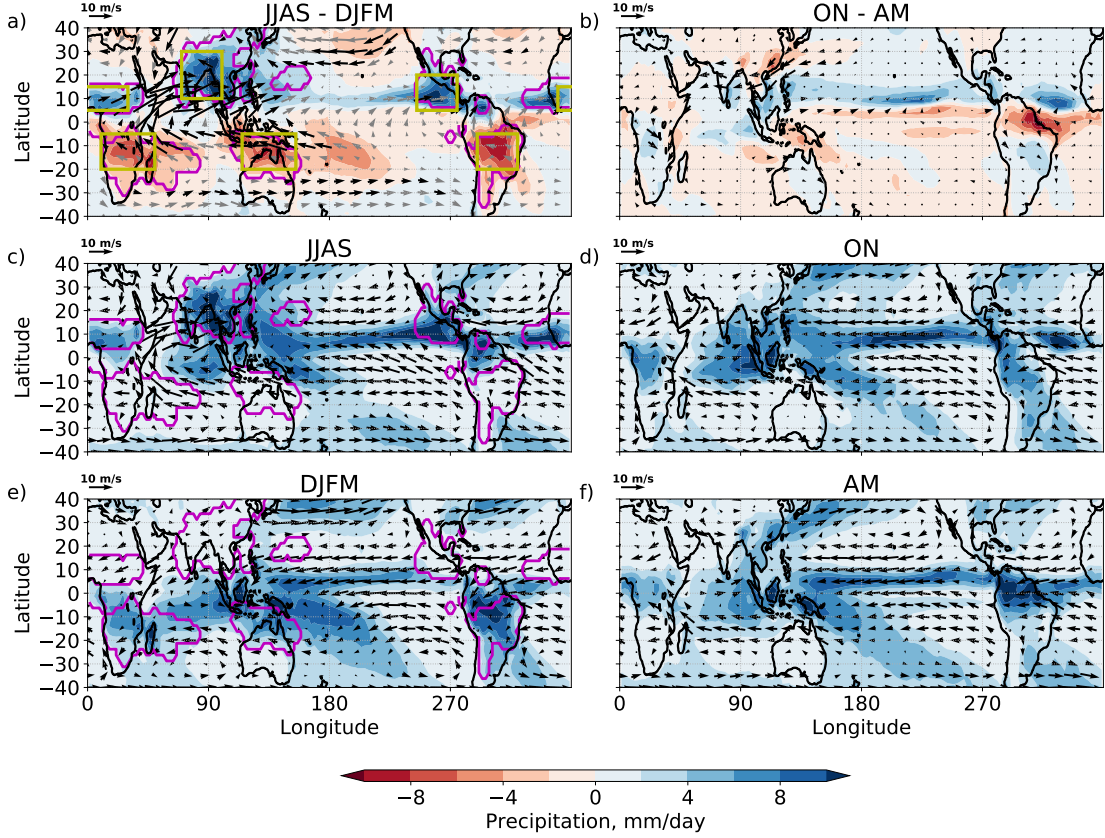 10 m/s
a)
JJAS - DJFM
40
30
20
10
0
−10
−20
−30
−40
Latitude
10 m/s
b)
ON - AM
10 m/s
c)
JJAS
40
30
20
10
0
−10
−20
−30
−40
Latitude
10 m/s
d)
ON
10 m/s
e)
DJFM
40
30
20
10
0
−10
−20
−30
−40
Latitude
0
90
180
270
Longitude
10 m/s
f)
AM
0
90
180
270
Longitude
−8
−4
0
4
8
Precipitation, mm/day